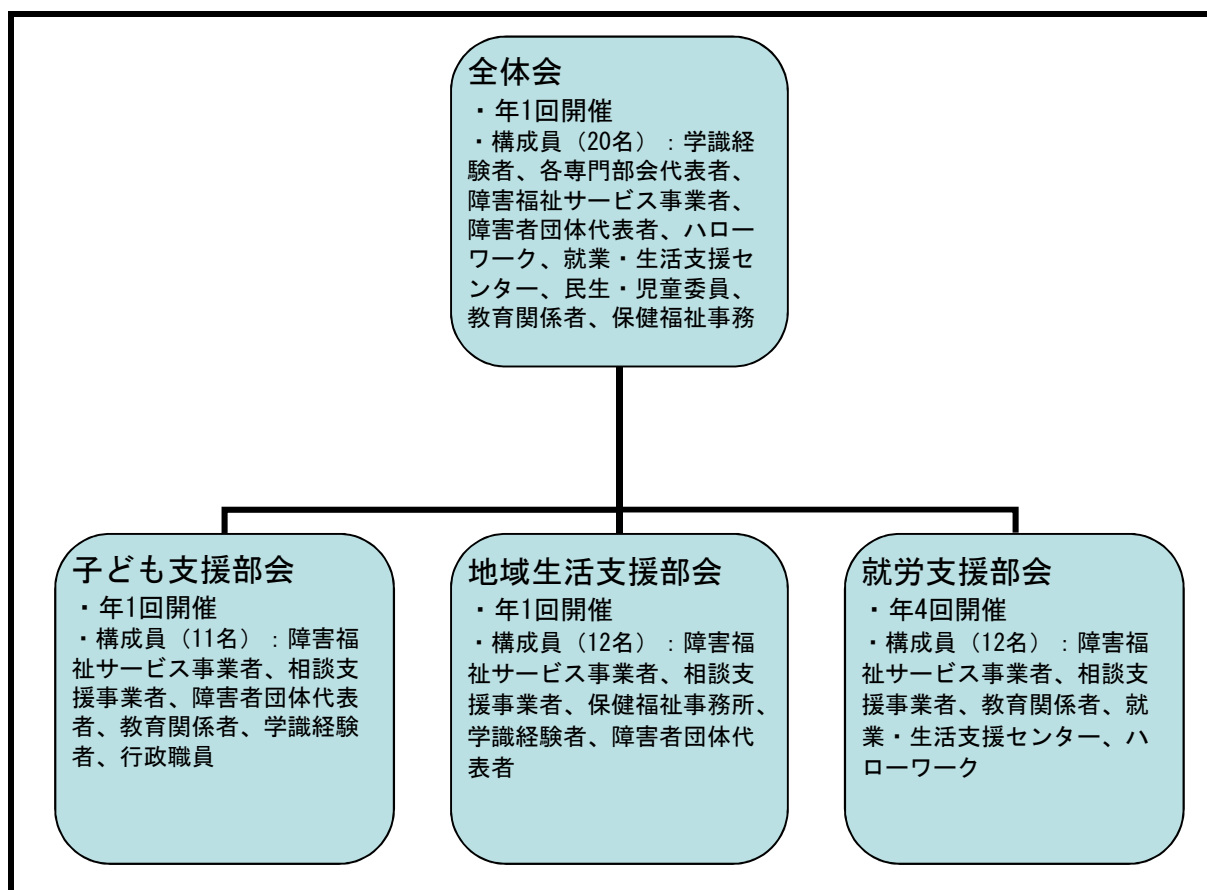 全体会
・年1回開催
・構成員（20名）：学識経
験者、各専門部会代表者、
障害福祉サービス事業者、
障害者団体代表者、ハロー
ワーク、就業・生活支援セ
ンター、民生・児童委員、
教育関係者、保健福祉事務
子ども支援部会
・年1回開催
・構成員（11名）：障害福
祉サービス事業者、相談支
援事業者、障害者団体代表
者、教育関係者、学識経験
者、行政職員
地域生活支援部会
・年1回開催
・構成員（12名）：障害福
祉サービス事業者、相談支
援事業者、保健福祉事務所、
学識経験者、障害者団体代
表者
就労支援部会
・年4回開催
・構成員（12名）：障害福
祉サービス事業者、相談支
援事業者、教育関係者、就
業・生活支援センター、ハ
ローワーク